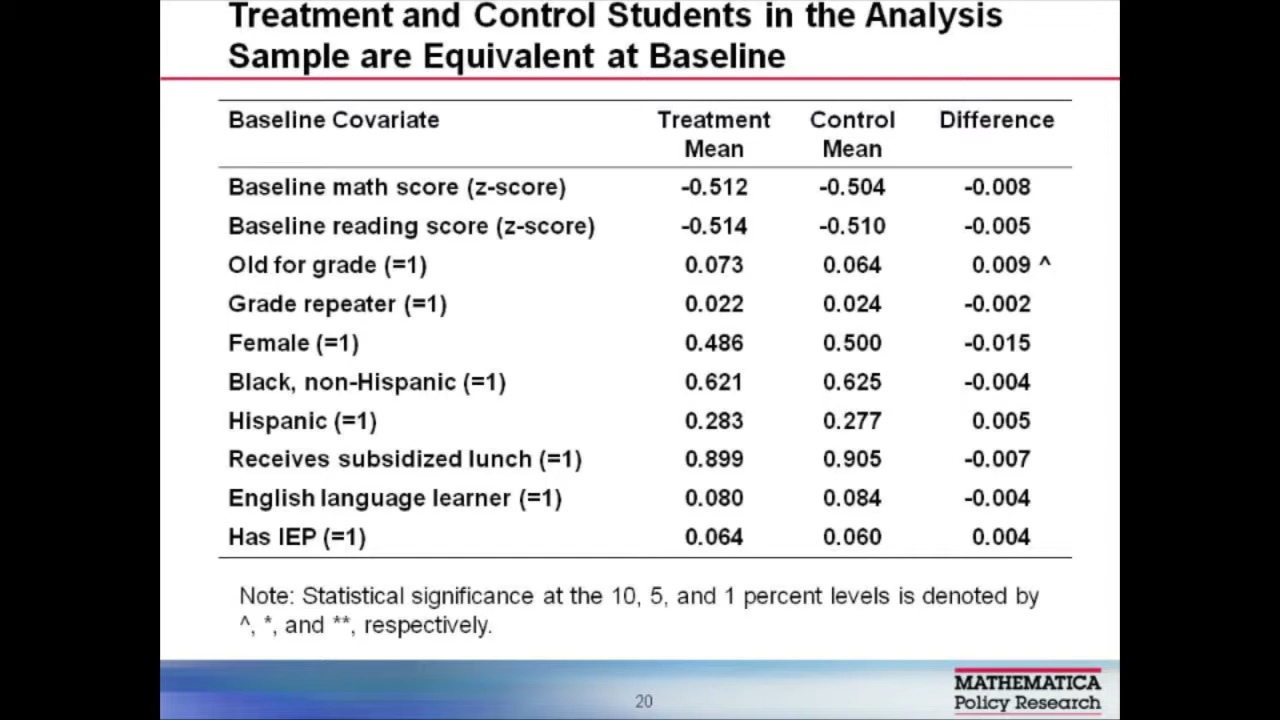 Treatment and Control Students in the Analysis
Sample are Equivalent at Baseline
Baseline Covariate Treatment Mean Control Mean Difference
Baseline math score (z-score) -0.512 -0.504 -0.008
Baseline reading score (z-score) -0.514 -0.510 -0.005
Old for grade (=1) 0.073 0.064 0.009 ^
Grade repeater (=1) 0.022 0.024 -0.002
Female (=1) 0.486 0.500 -0.015
Black, non-Hispanic (=1) 0.621 0.625 -0.004
Hispanic (=1) 0.283 0.277 0.005
Receives subsidized lunch (=1) 0.899 0.905 -0.007
English language learner (=1) 0.080 0.084 -0.004
Has IEP (=1) 0.064 0.060 0.004
Note: Statistical significance at the 10, 5, and 1 percent levels is denoted by
^, *, and **, respectively.
20
MATHEMATICA
Policy Research